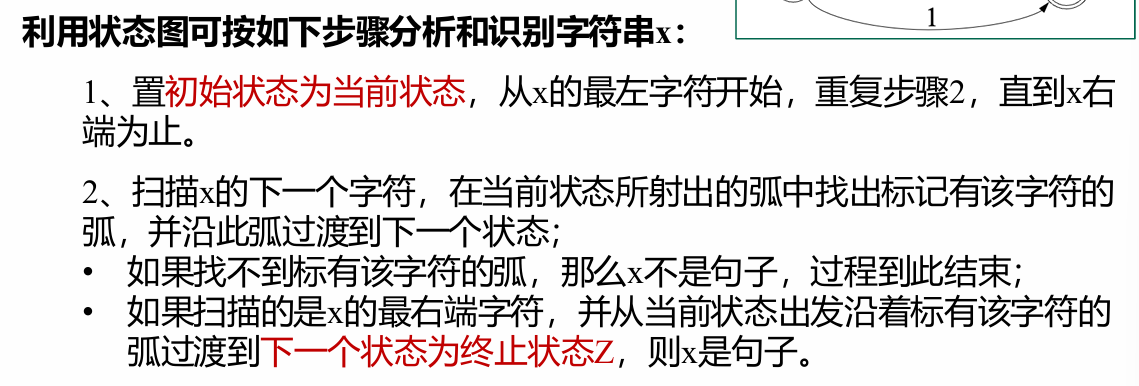 1
利用状态图可按如下步骤分析和识别字符串x：
1、置初始状态为当前状态，从x的最左字符开始，重复步骤2，直到x右
端为止。
2、扫描x的下一个字符，在当前状态所射出的弧中找出标记有该字符的
弧，并沿此弧过渡到下一个状态；
• 如果找不到标有该字符的弧，那么x不是句子，过程到此结束；
• 如果扫描的是x的最右端字符，并从当前状态出发沿着标有该字符的
弧过渡到下一个状态为终止状态Z，则x是句子。